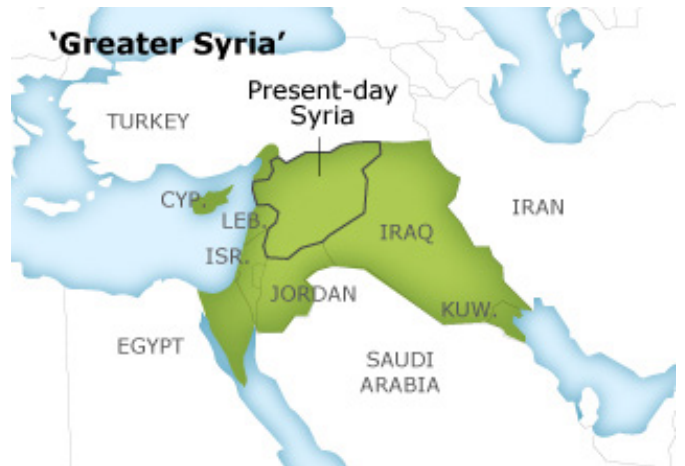 'Greater Syria'
Present-day
Syria
TURKEY
CYP.
LEB.
ISR.
IRAQ
IRAN
JORDAN
KUW.
EGYPT
SAUDI
ARABIA